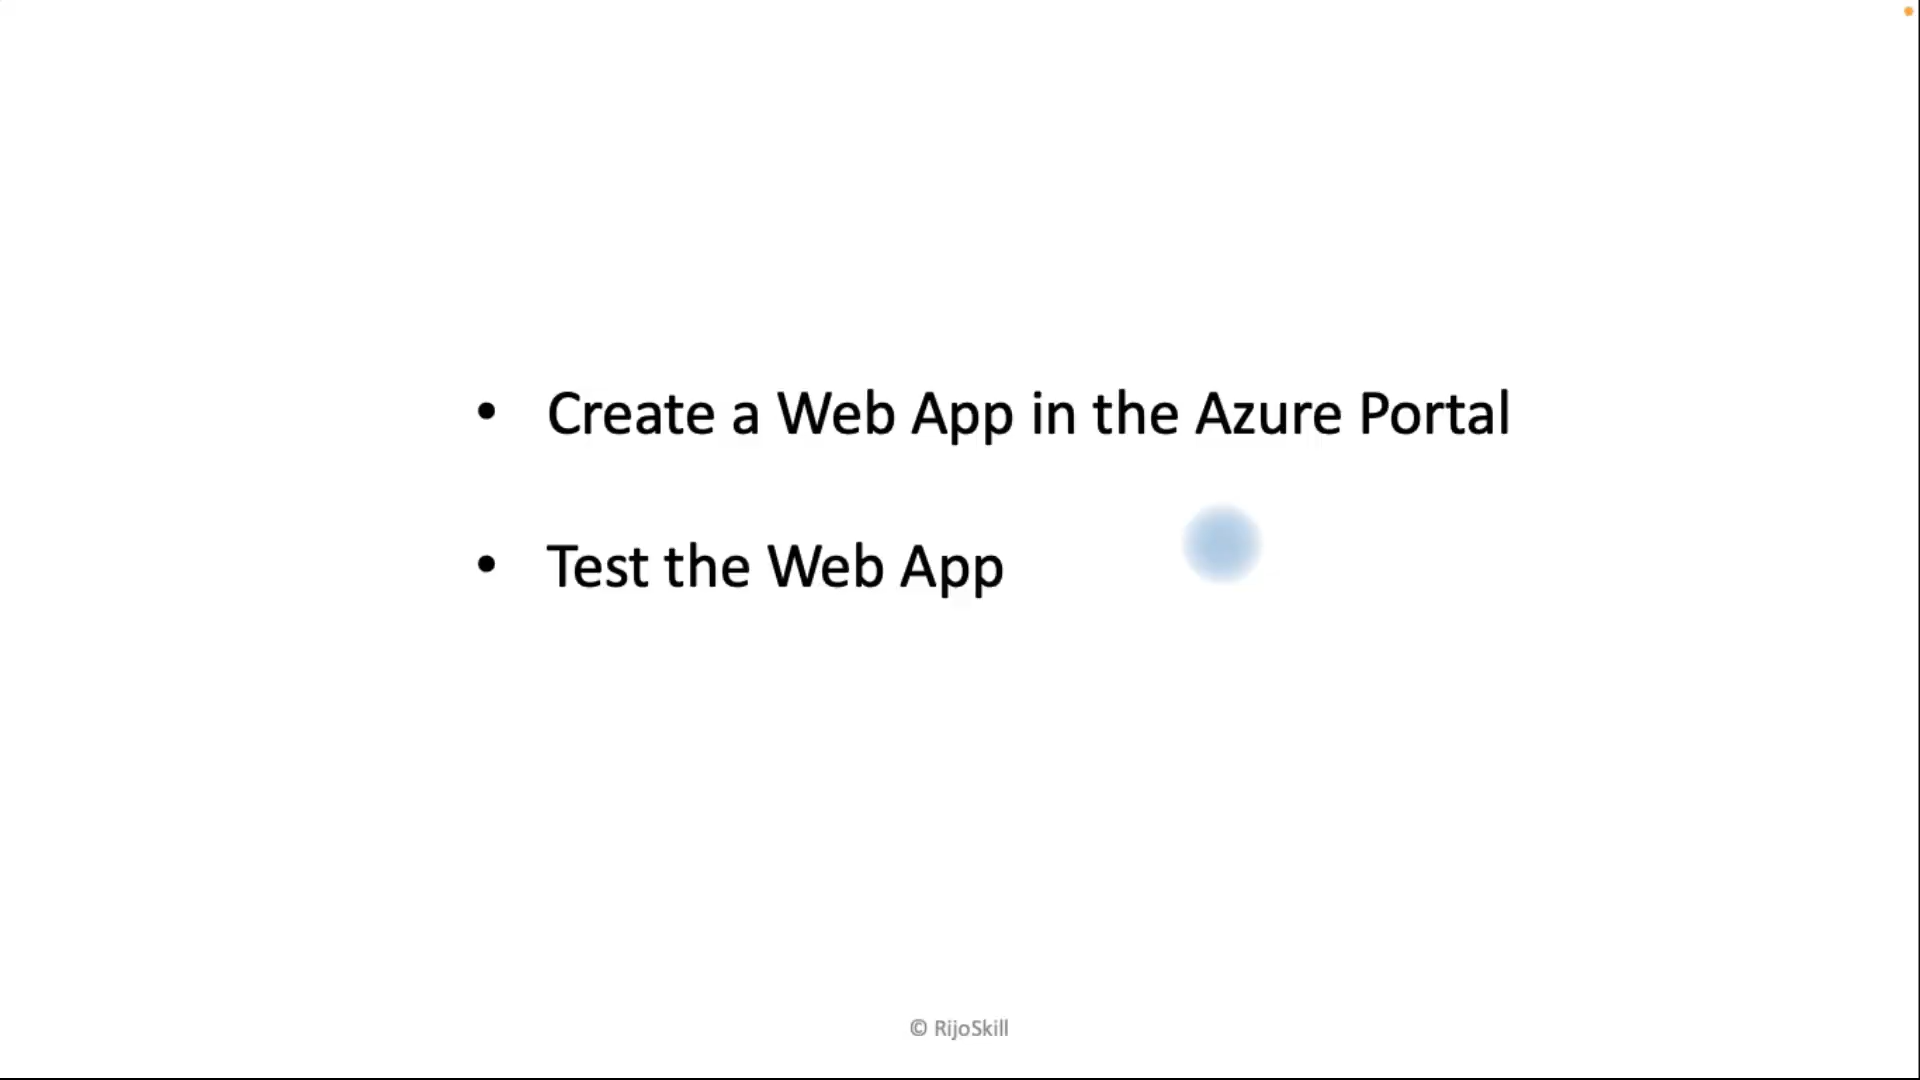 • Create a Web App in the Azure Portal
• Test the Web App
© RijoSkill